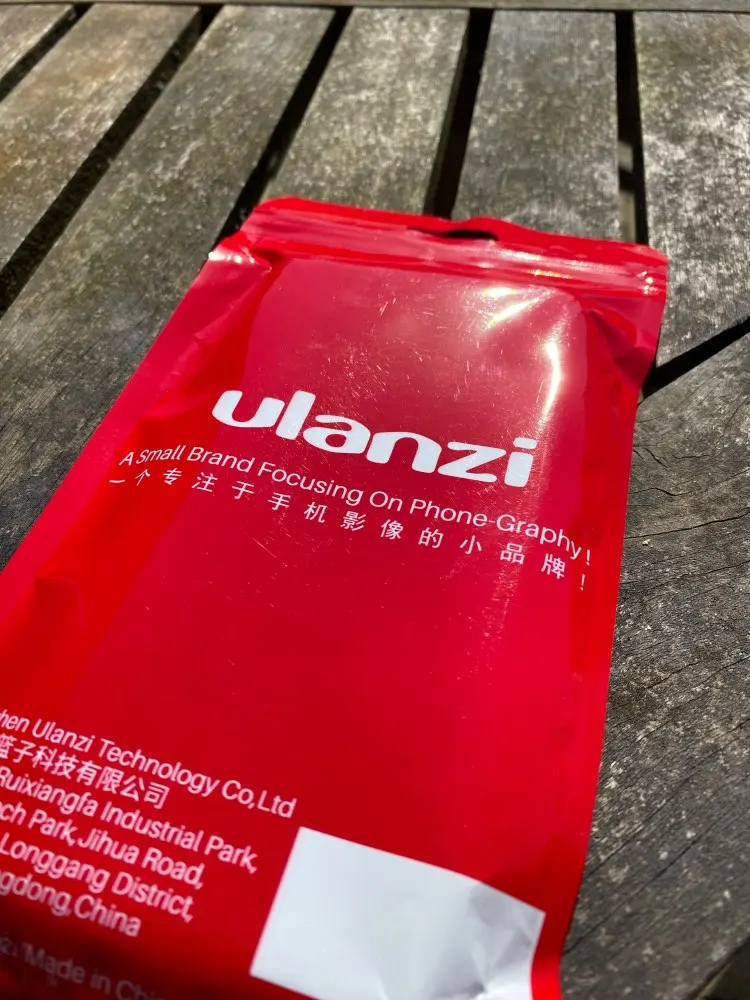 ulanzi
A Small Brand Focusing On Phone-Graphy!
一个专注于手机影像的小品牌！
hen Ulanzi Technology Co,Ltd
篮子科技有限公司
Ruixiangfa Industrial Park,
ch Park,Jihua Road,
Longgang District,
gdong,China
Made in Chi